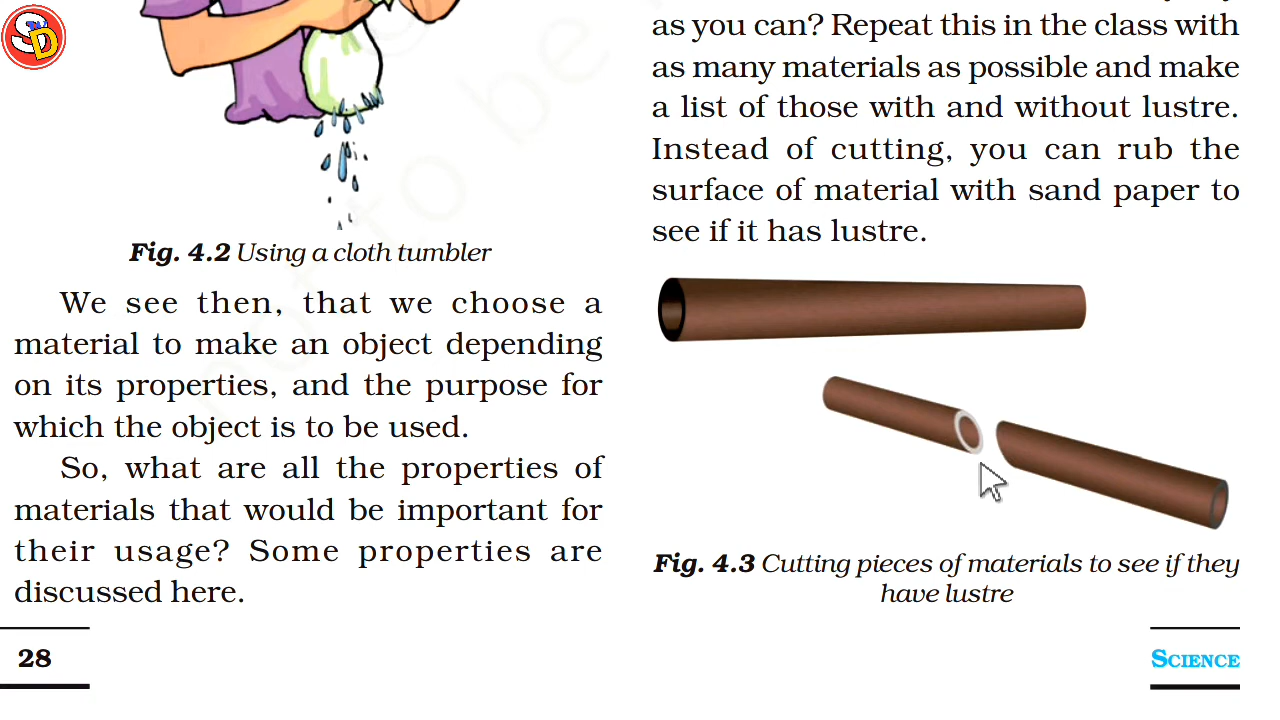 SD
Fig. 4.2 Using a cloth tumbler
We see then, that we choose a
material to make an object depending
on its properties, and the purpose for
which the object is to be used.
So, what are all the properties of
materials that would be important for
their usage? Some properties are
discussed here.
28
as you can? Repeat this in the class with
as many materials as possible and make
a list of those with and without lustre.
Instead of cutting, you can rub the
surface of material with sand paper to
see if it has lustre.
Fig. 4.3 Cutting pieces of materials to see if they
have lustre
SCIENCE